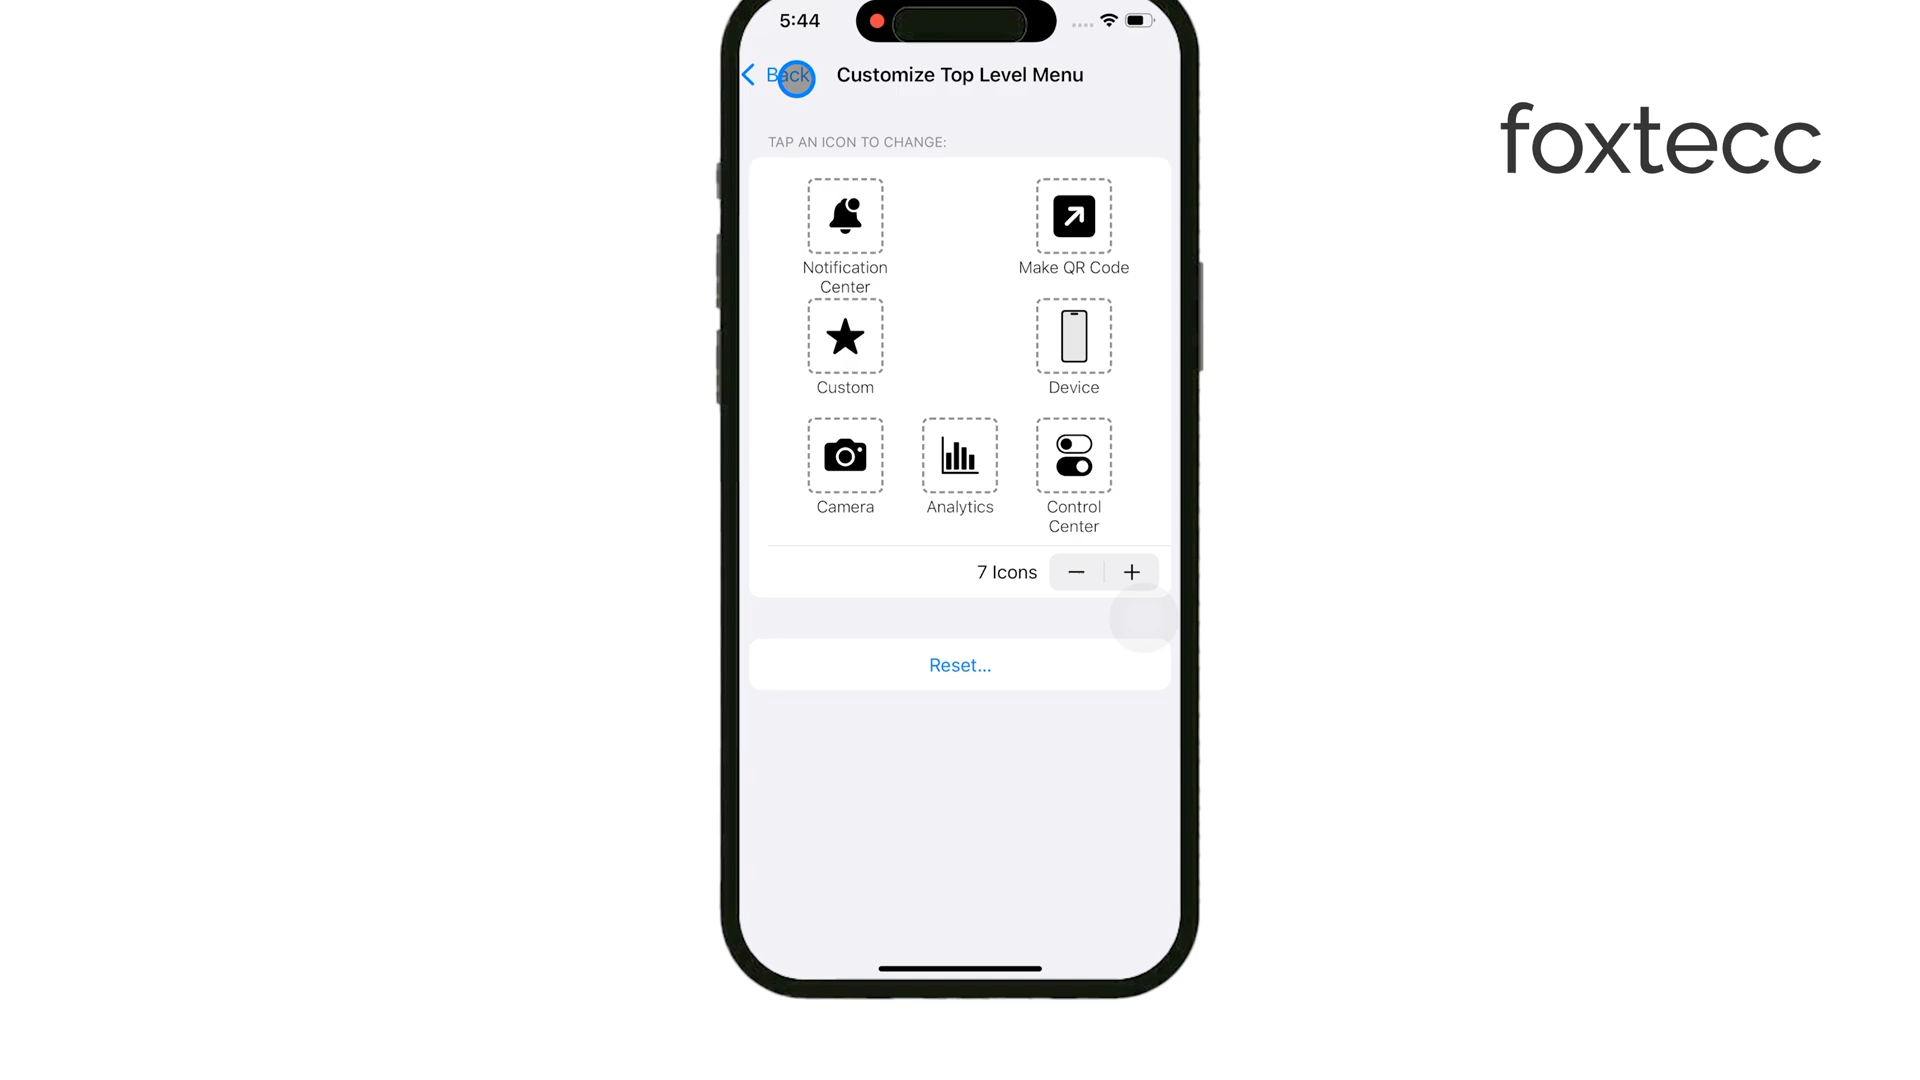 5:44
Back
Customize Top Level Menu
foxtecc
TAP AN ICON TO CHANGE:
Notification
Center
Make QR Code
Custom
Device
Camera
Analytics
Control
Center
7 Icons
Reset...